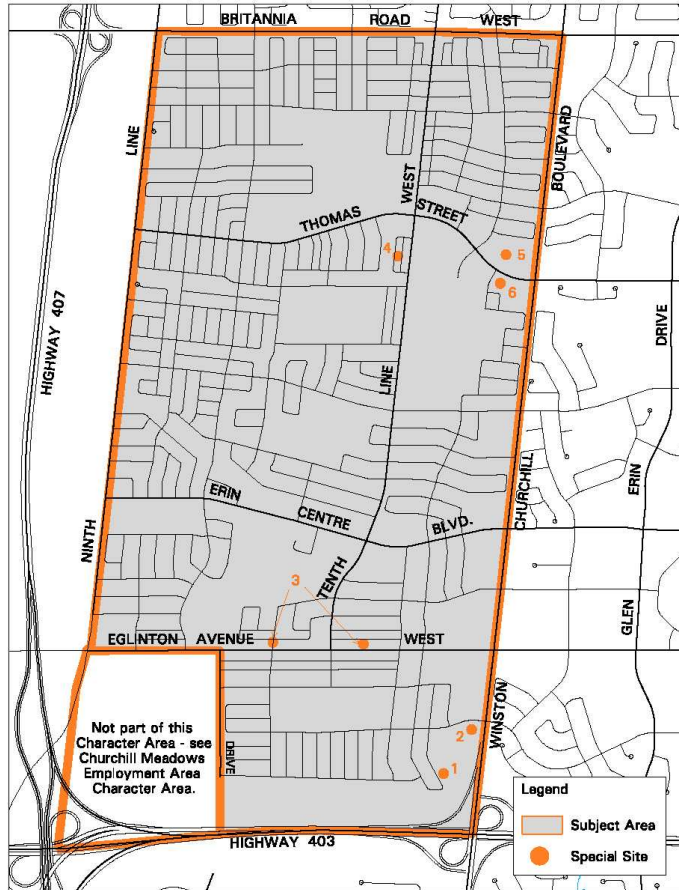 BRITANNIA ROAD WEST
LINE
BOULEVARD
WEST
THOMAS STREET
4
5
6
HIGHWAY 407
DRIVE
LINE
ERIN CENTRE BLVD.
CHURCHILL
ERIN
NINTH
TENTH
3
GLEN
EGLINTON AVENUE WEST
WINSTON
2
1
Not part of this
Character Area - see
Churchill Meadows
Employment Area
Character Area.
DRIVE
HIGHWAY 403
Legend
Subject Area
Special Site